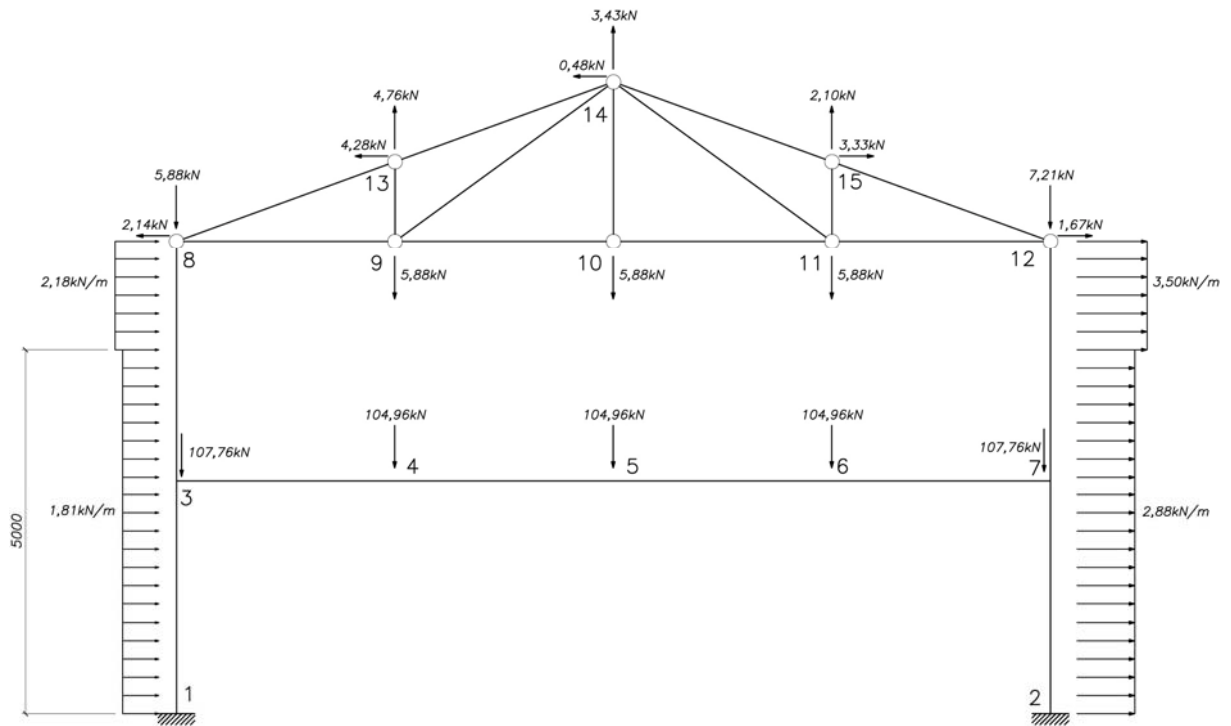 3,43kN
0,48kN
14
4,76kN
2,10kN
4,28kN
3,33kN
13
15
5,88kN
7,21kN
2,14kN
1,67kN
8
9
10
11
12
5,88kN
5,88kN
5,88kN
2,18kN/m
3,50kN/m
104,96kN
104,96kN
104,96kN
107,76kN
107,76kN
4
5
6
7
3
1,81kN/m
2,88kN/m
5000
1
2